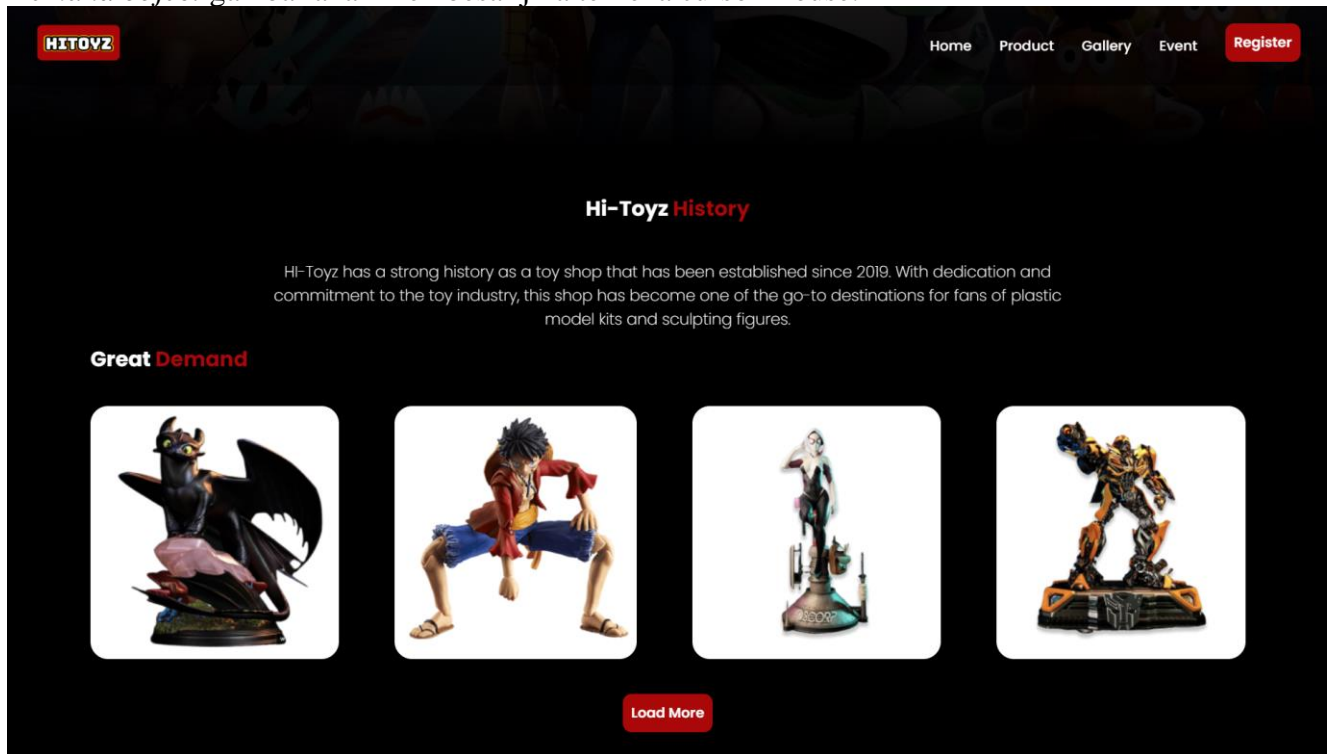 HITOYZ
Home Product Gallery Event Register
Hi-Toyz History
HI-Toyz has a strong history as a toy shop that has been established since 2019. With dedication and
commitment to the toy industry, this shop has become one of the go-to destinations for fans of plastic
model kits and sculpting figures.
Great Demand
Load More